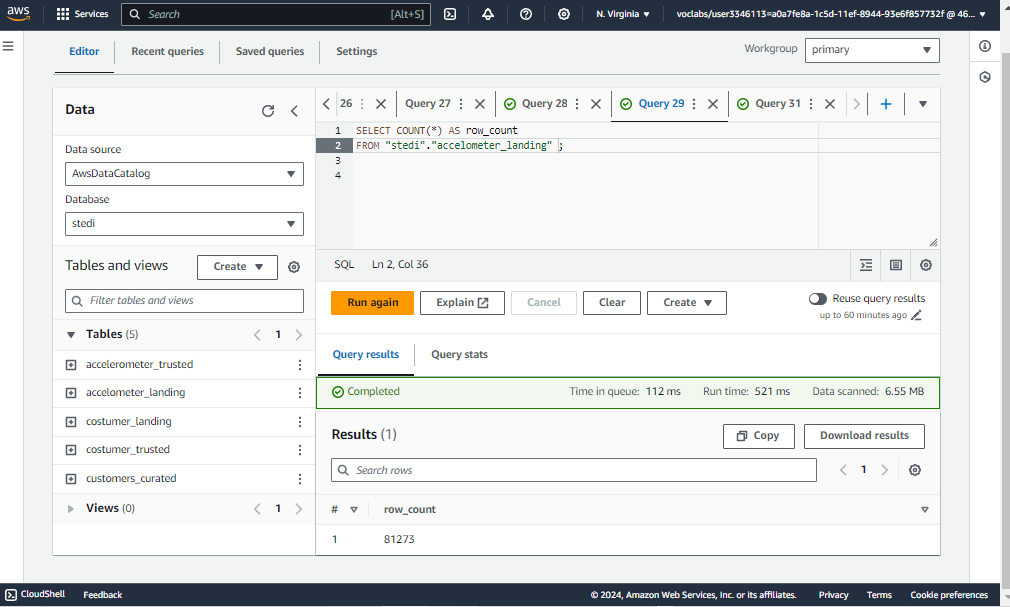 aws
Services
Search
[Alt+S]
N. Virginia
voclabs/user3346113=a0a7fe8a-1c5d-11ef-8944-93e6f857732f @ 46...
Editor
Recent queries
Saved queries
Settings
Workgroup
primary
Data
Data source
AwsDataCatalog
Database
stedi
Tables and views
Create
Filter tables and views
Tables (5)
1
accelerometer_trusted
accelometer_landing
costumer_landing
costumer_trusted
customers_curated
Views (0)
1
26
Query 27
Query 28
Query 29
Query 31
1 SELECT COUNT(*) AS row_count
2 FROM "stedi"."accelometer_landing" ;
3
4
SQL
Ln 2, Col 36
Run again
Explain
Cancel
Clear
Create
Reuse query results
up to 60 minutes ago
Query results
Query stats
Completed
Time in queue: 112 ms
Run time: 521 ms
Data scanned: 6.55 MB
Results (1)
Copy
Download results
Search rows
1
# row_count
1 81273
CloudShell
Feedback
© 2024, Amazon Web Services, Inc. or its affiliates.
Privacy
Terms
Cookie preferences